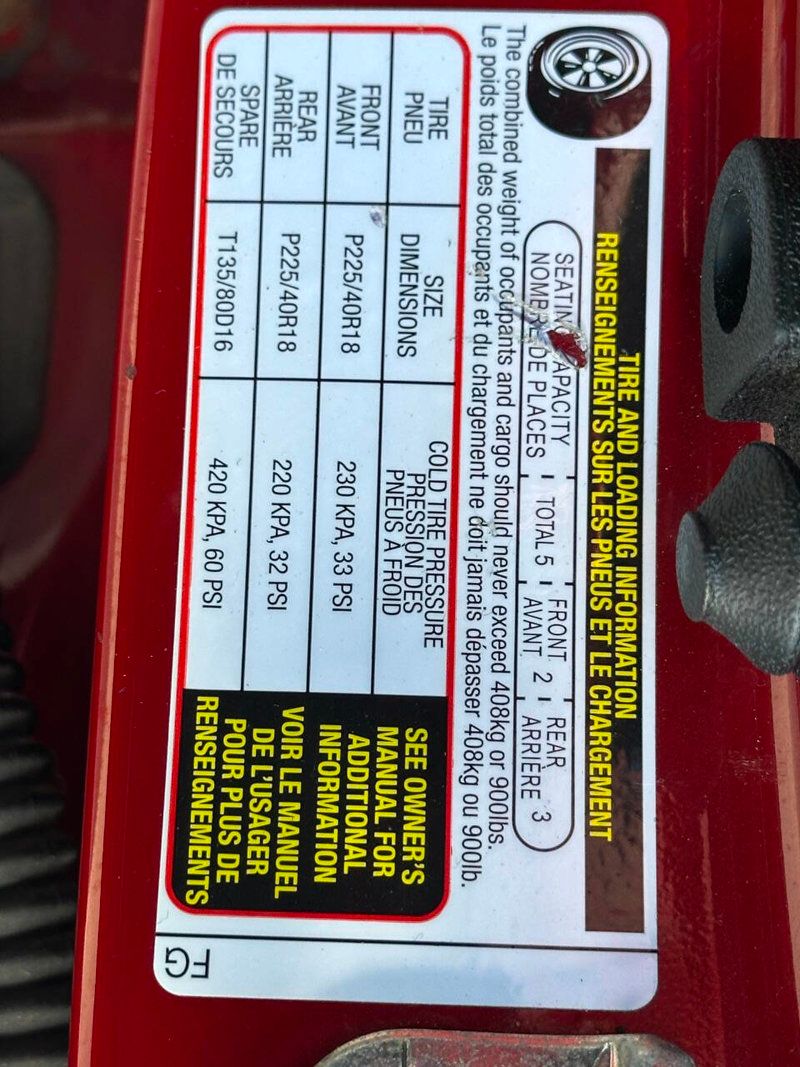 TIRE AND LOADING INFORMATION
RENSEIGNEMENTS SUR LES PNEUS ET LE CHARGEMENT
SEATING CAPACITY TOTAL 5 FRONT 2 REAR 3
NOMBRE DE PLACES AVANT ARRIÈRE
The combined weight of occupants and cargo should never exceed 408kg or 900lbs.
Le poids total des occupants et du chargement ne doit jamais dépasser 408kg ou 900lb.
TIRE SIZE COLD TIRE PRESSURE
PNEU DIMENSIONS PRESSION DES
PNEUS À FROID
FRONT
AVANT P225/40R18 230 KPA, 33 PSI
REAR
ARRIÈRE P225/40R18 220 KPA, 32 PSI
SPARE
DE SECOURS T135/80D16 420 KPA, 60 PSI
SEE OWNER'S
MANUAL FOR
ADDITIONAL
INFORMATION
VOIR LE MANUEL
DE L'USAGER
POUR PLUS DE
RENSEIGNEMENTS
FG